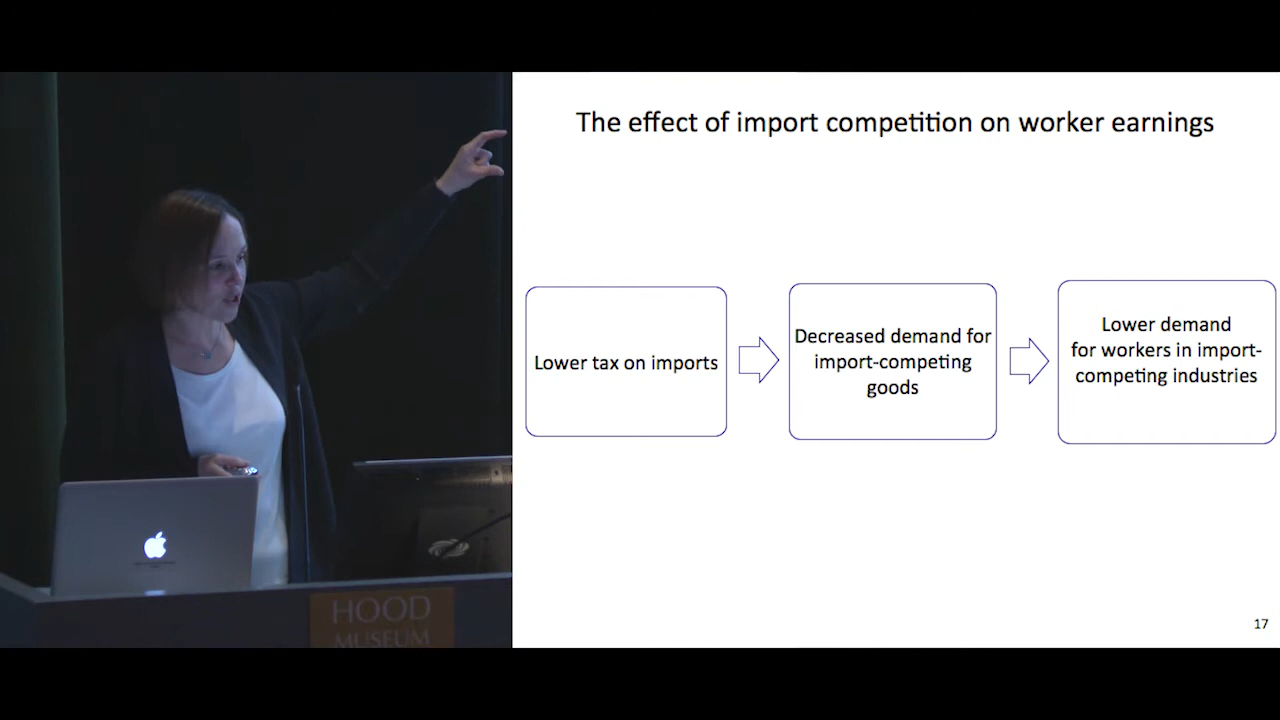 The effect of import competition on worker earnings
Lower tax on imports
Decreased demand for
import-competing
goods
Lower demand
for workers in import-
competing industries
17
HOOD
MUSEUM